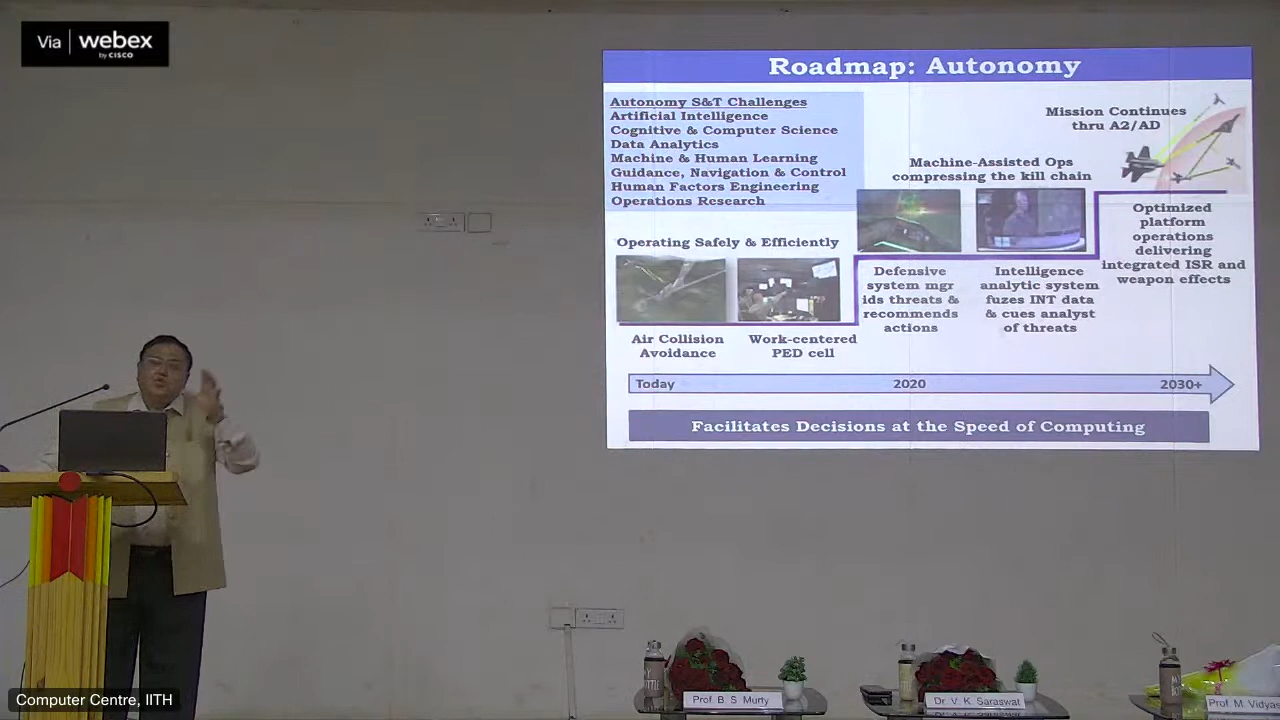 Via webex
by CISCO
Roadmap: Autonomy
Autonomy S&T Challenges
Artificial Intelligence
Cognitive & Computer Science
Data Analytics
Machine & Human Learning
Guidance, Navigation & Control
Human Factors Engineering
Operations Research
Mission Continues
thru A2/AD
Machine-Assisted Ops
compressing the kill chain
Operating Safely & Efficiently
Optimized
platform
operations
delivering
integrated ISR and
weapon effects
Defensive
system mgr
ids threats &
recommends
actions
Intelligence
analytic system
fuzes INT data
& cues analyst
of threats
Air Collision
Avoidance
Work-centered
PED cell
Today 2020 2030+
Facilitates Decisions at the Speed of Computing
Computer Centre, IITH
Prof B. S. Murty
Dr. V. K. Saraswat
Prof. M. Vidyas